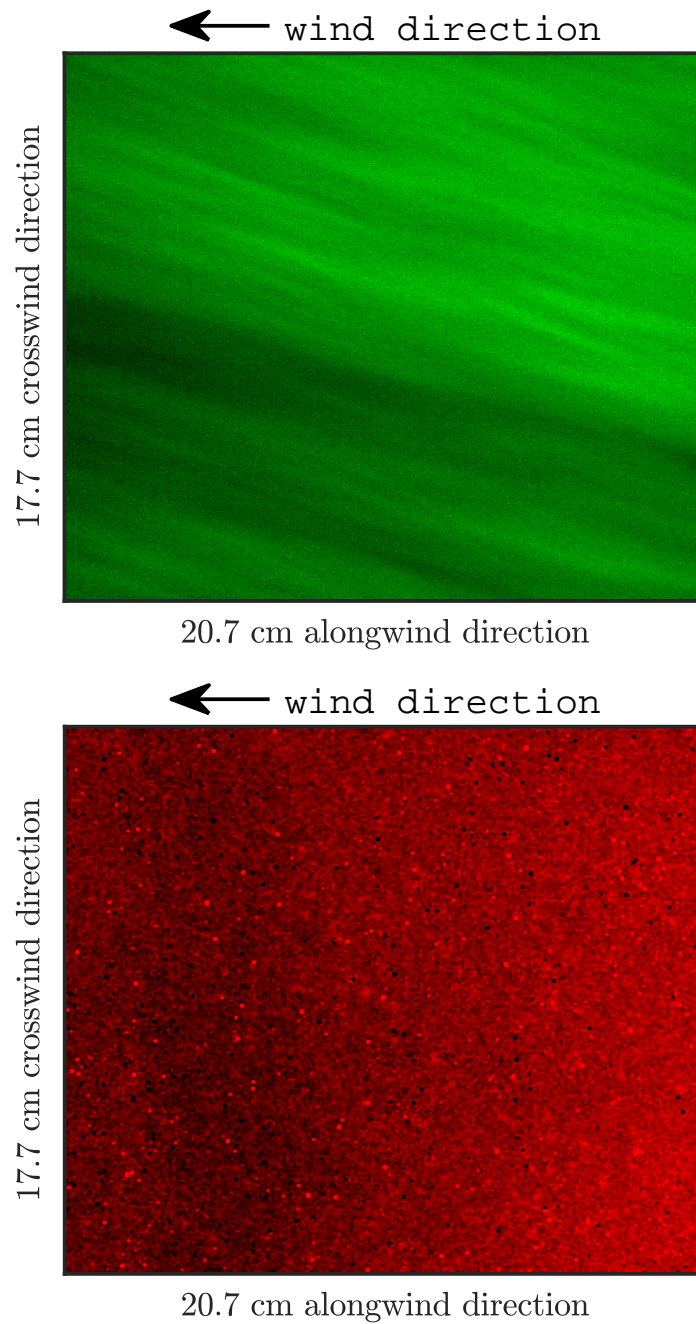 wind direction
17.7 cm crosswind direction
20.7 cm alongwind direction
wind direction
17.7 cm crosswind direction
20.7 cm alongwind direction